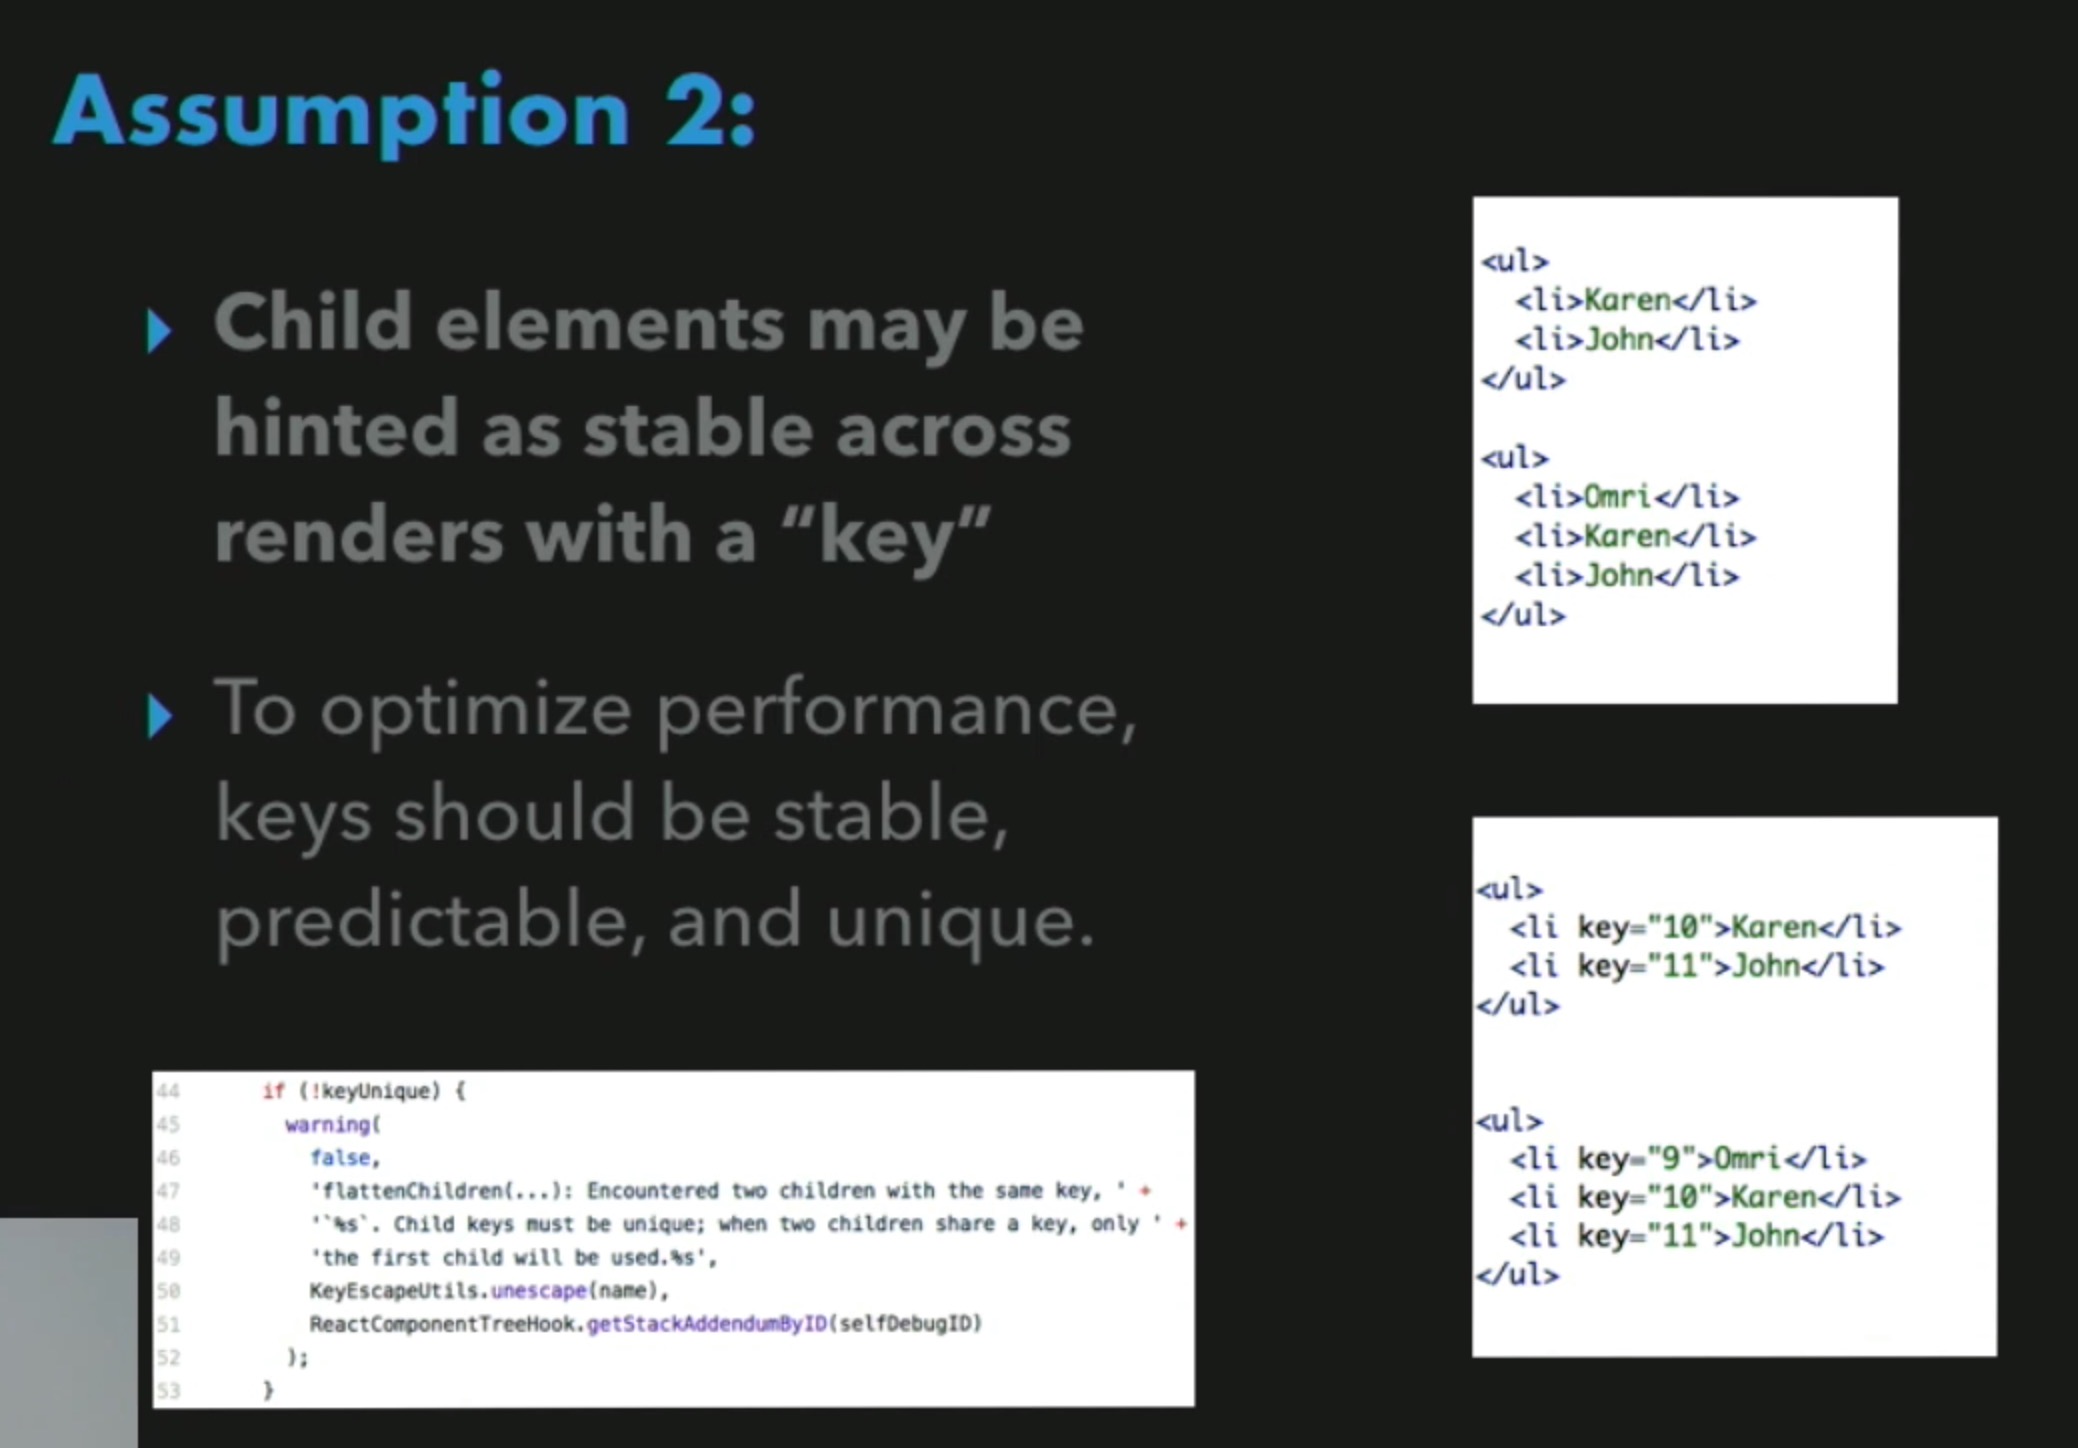 Assumption 2:
Child elements may be
hinted as stable across
renders with a “key”
To optimize performance,
keys should be stable,
predictable, and unique.
44 if (!keyUnique) {
45 warning(
46 false,
47 'flattenChildren(...): Encountered two children with the same key, ' +
48 '`%s`. Child keys must be unique; when two children share a key, only ' +
49 'the first child will be used.%s',
50 KeyEscapeUtils.unescape(name),
51 ReactComponentTreeHook.getStackAddendumByID(selfDebugID)
52 );
53 }
<ul>
<li>Karen</li>
<li>John</li>
</ul>
<ul>
<li>Omri</li>
<li>Karen</li>
<li>John</li>
</ul>
<ul>
<li key="10">Karen</li>
<li key="11">John</li>
</ul>
<ul>
<li key="9">Omri</li>
<li key="10">Karen</li>
<li key="11">John</li>
</ul>